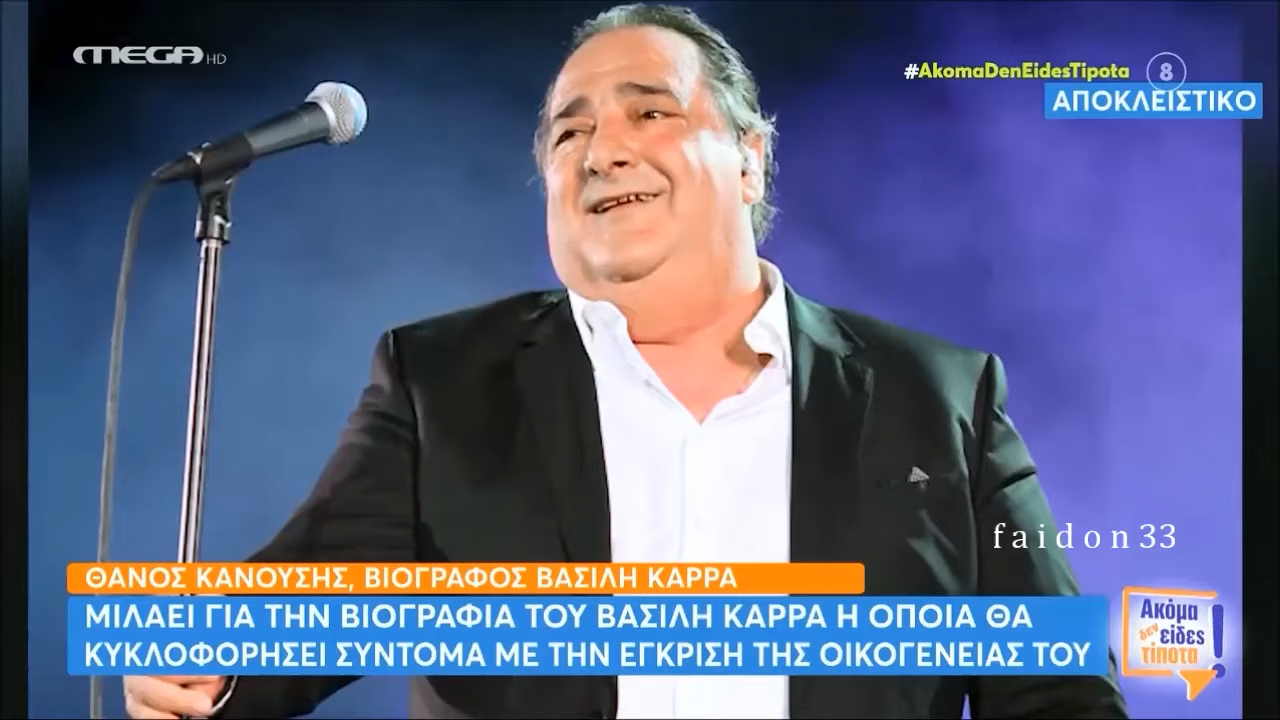 MEGA HD
#AkomaDenEidesTipota 8
ΑΠΟΚΛΕΙΣΤΙΚΟ
faidon33
ΘΑΝΟΣ ΚΑΝΟΥΣΗΣ, ΒΙΟΓΡΑΦΟΣ ΒΑΣΙΛΗ ΚΑΡΡΑ
ΜΙΛΑΕΙ ΓΙΑ ΤΗΝ ΒΙΟΓΡΑΦΙΑ ΤΟΥ ΒΑΣΙΛΗ ΚΑΡΡΑ Η ΟΠΟΙΑ ΘΑ
ΚΥΚΛΟΦΟΡΗΣΕΙ ΣΥΝΤΟΜΑ ΜΕ ΤΗΝ ΕΓΚΡΙΣΗ ΤΗΣ ΟΙΚΟΓΕΝΕΙΑΣ ΤΟΥ
Ακόμα
δεν είδες
τίποτα!